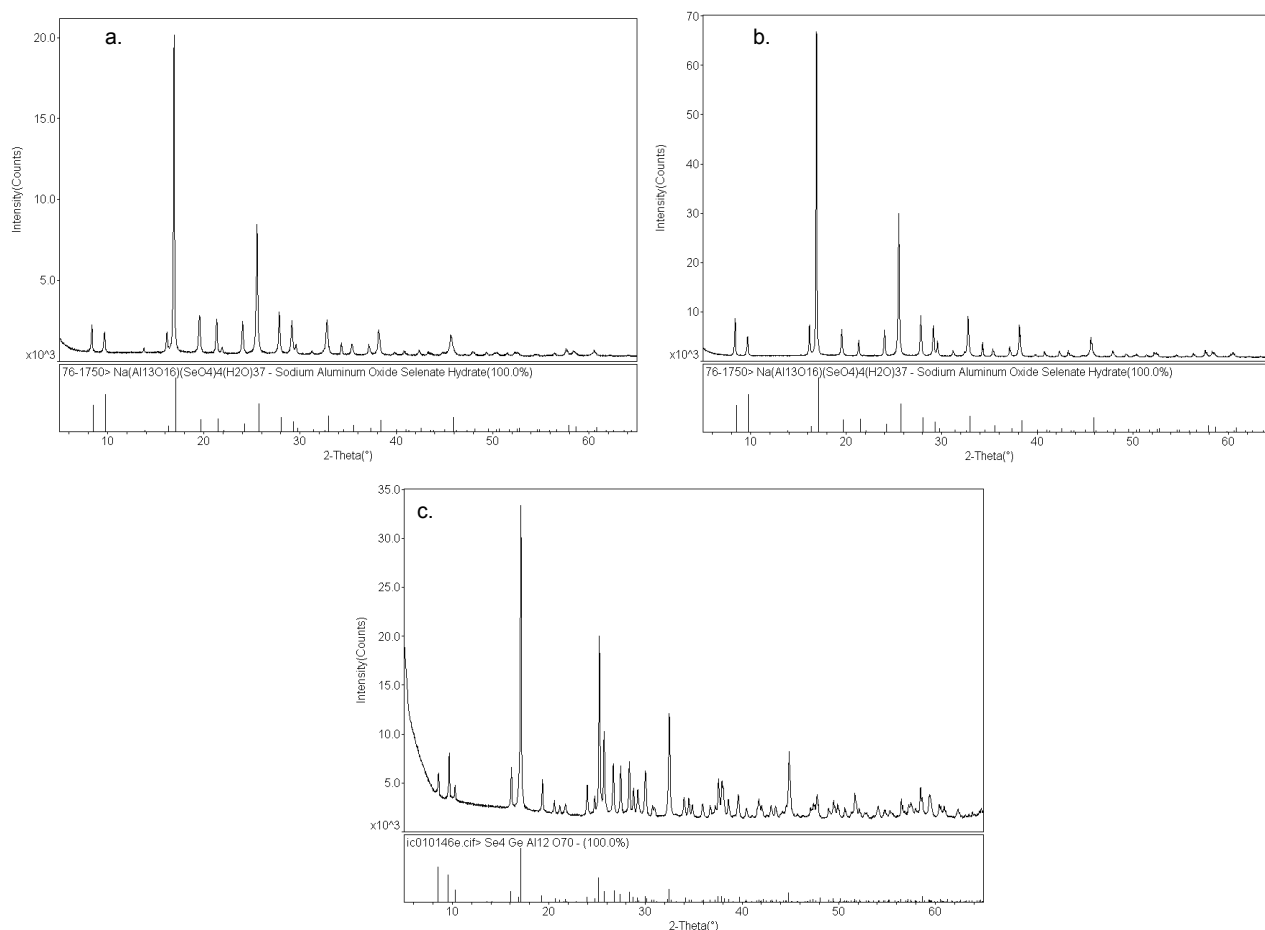 a.
20.0
15.0
10.0
5.0
x10^3
Intensity(Counts)
76-1750> Na(Al13O16)(SeO4)4(H2O)37 - Sodium Aluminum Oxide Selenate Hydrate(100.0%)
10 20 30 40 50 60
2-Theta(°)
b.
70
60
50
40
30
20
10
x10^3
Intensity(Counts)
76-1750> Na(Al13O16)(SeO4)4(H2O)37 - Sodium Aluminum Oxide Selenate Hydrate(100.0%)
10 20 30 40 50 60
2-Theta(°)
c.
35.0
30.0
25.0
20.0
15.0
10.0
5.0
x10^3
Intensity(Counts)
ic010146e.cif> Se4 Ge Al12 O70 - (100.0%)
10 20 30 40 50 60
2-Theta(°)